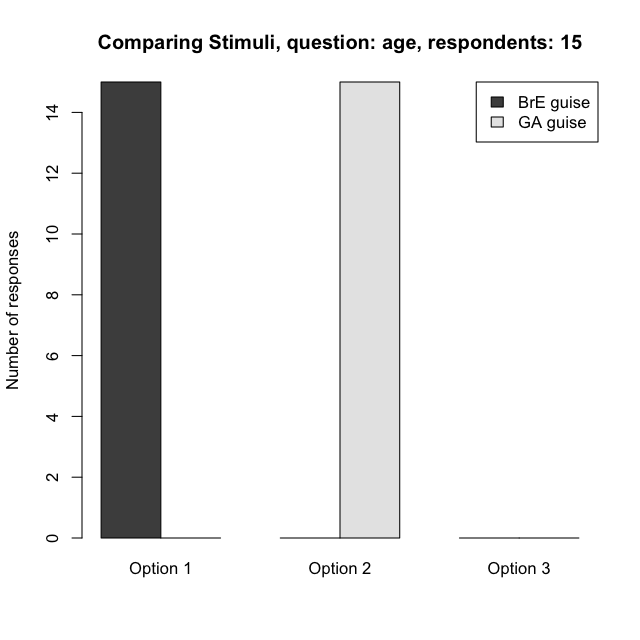 Comparing Stimuli, question: age, respondents: 15
BrE guise
GA guise
Number of responses
14
12
10
8
6
4
2
0
Option 1
Option 2
Option 3